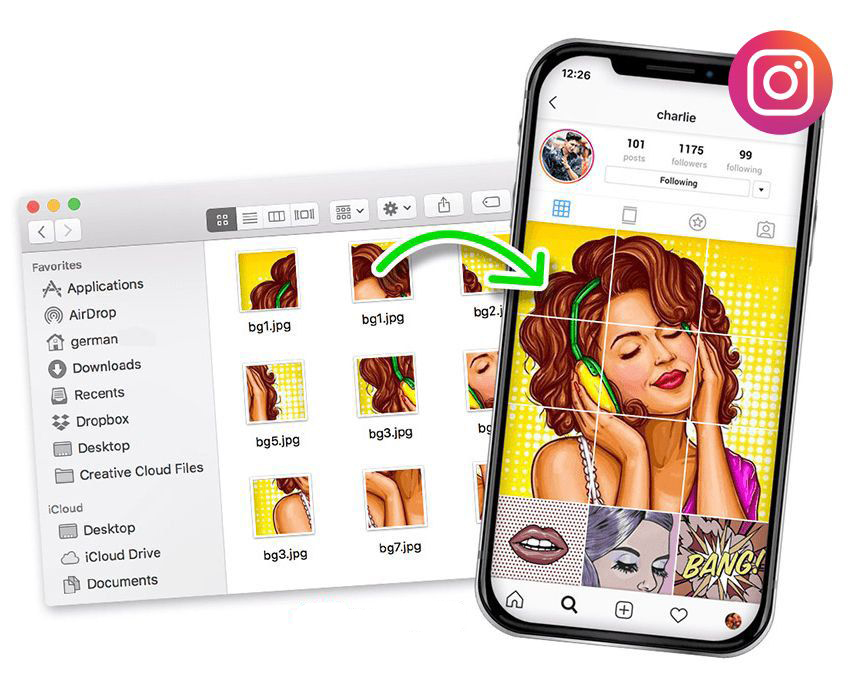 12:26
charlie
101
posts
1175
followers
99
following
Following
Favorites
Applications
AirDrop
german
Downloads
Recents
Dropbox
Desktop
Creative Cloud Files
iCloud
Desktop
iCloud Drive
Documents
bg1.jpg
bg1.jpg
bg2.j
bg5.jpg
bg3.jpg
bg
bg3.jpg
bg7.jpg
BANG!